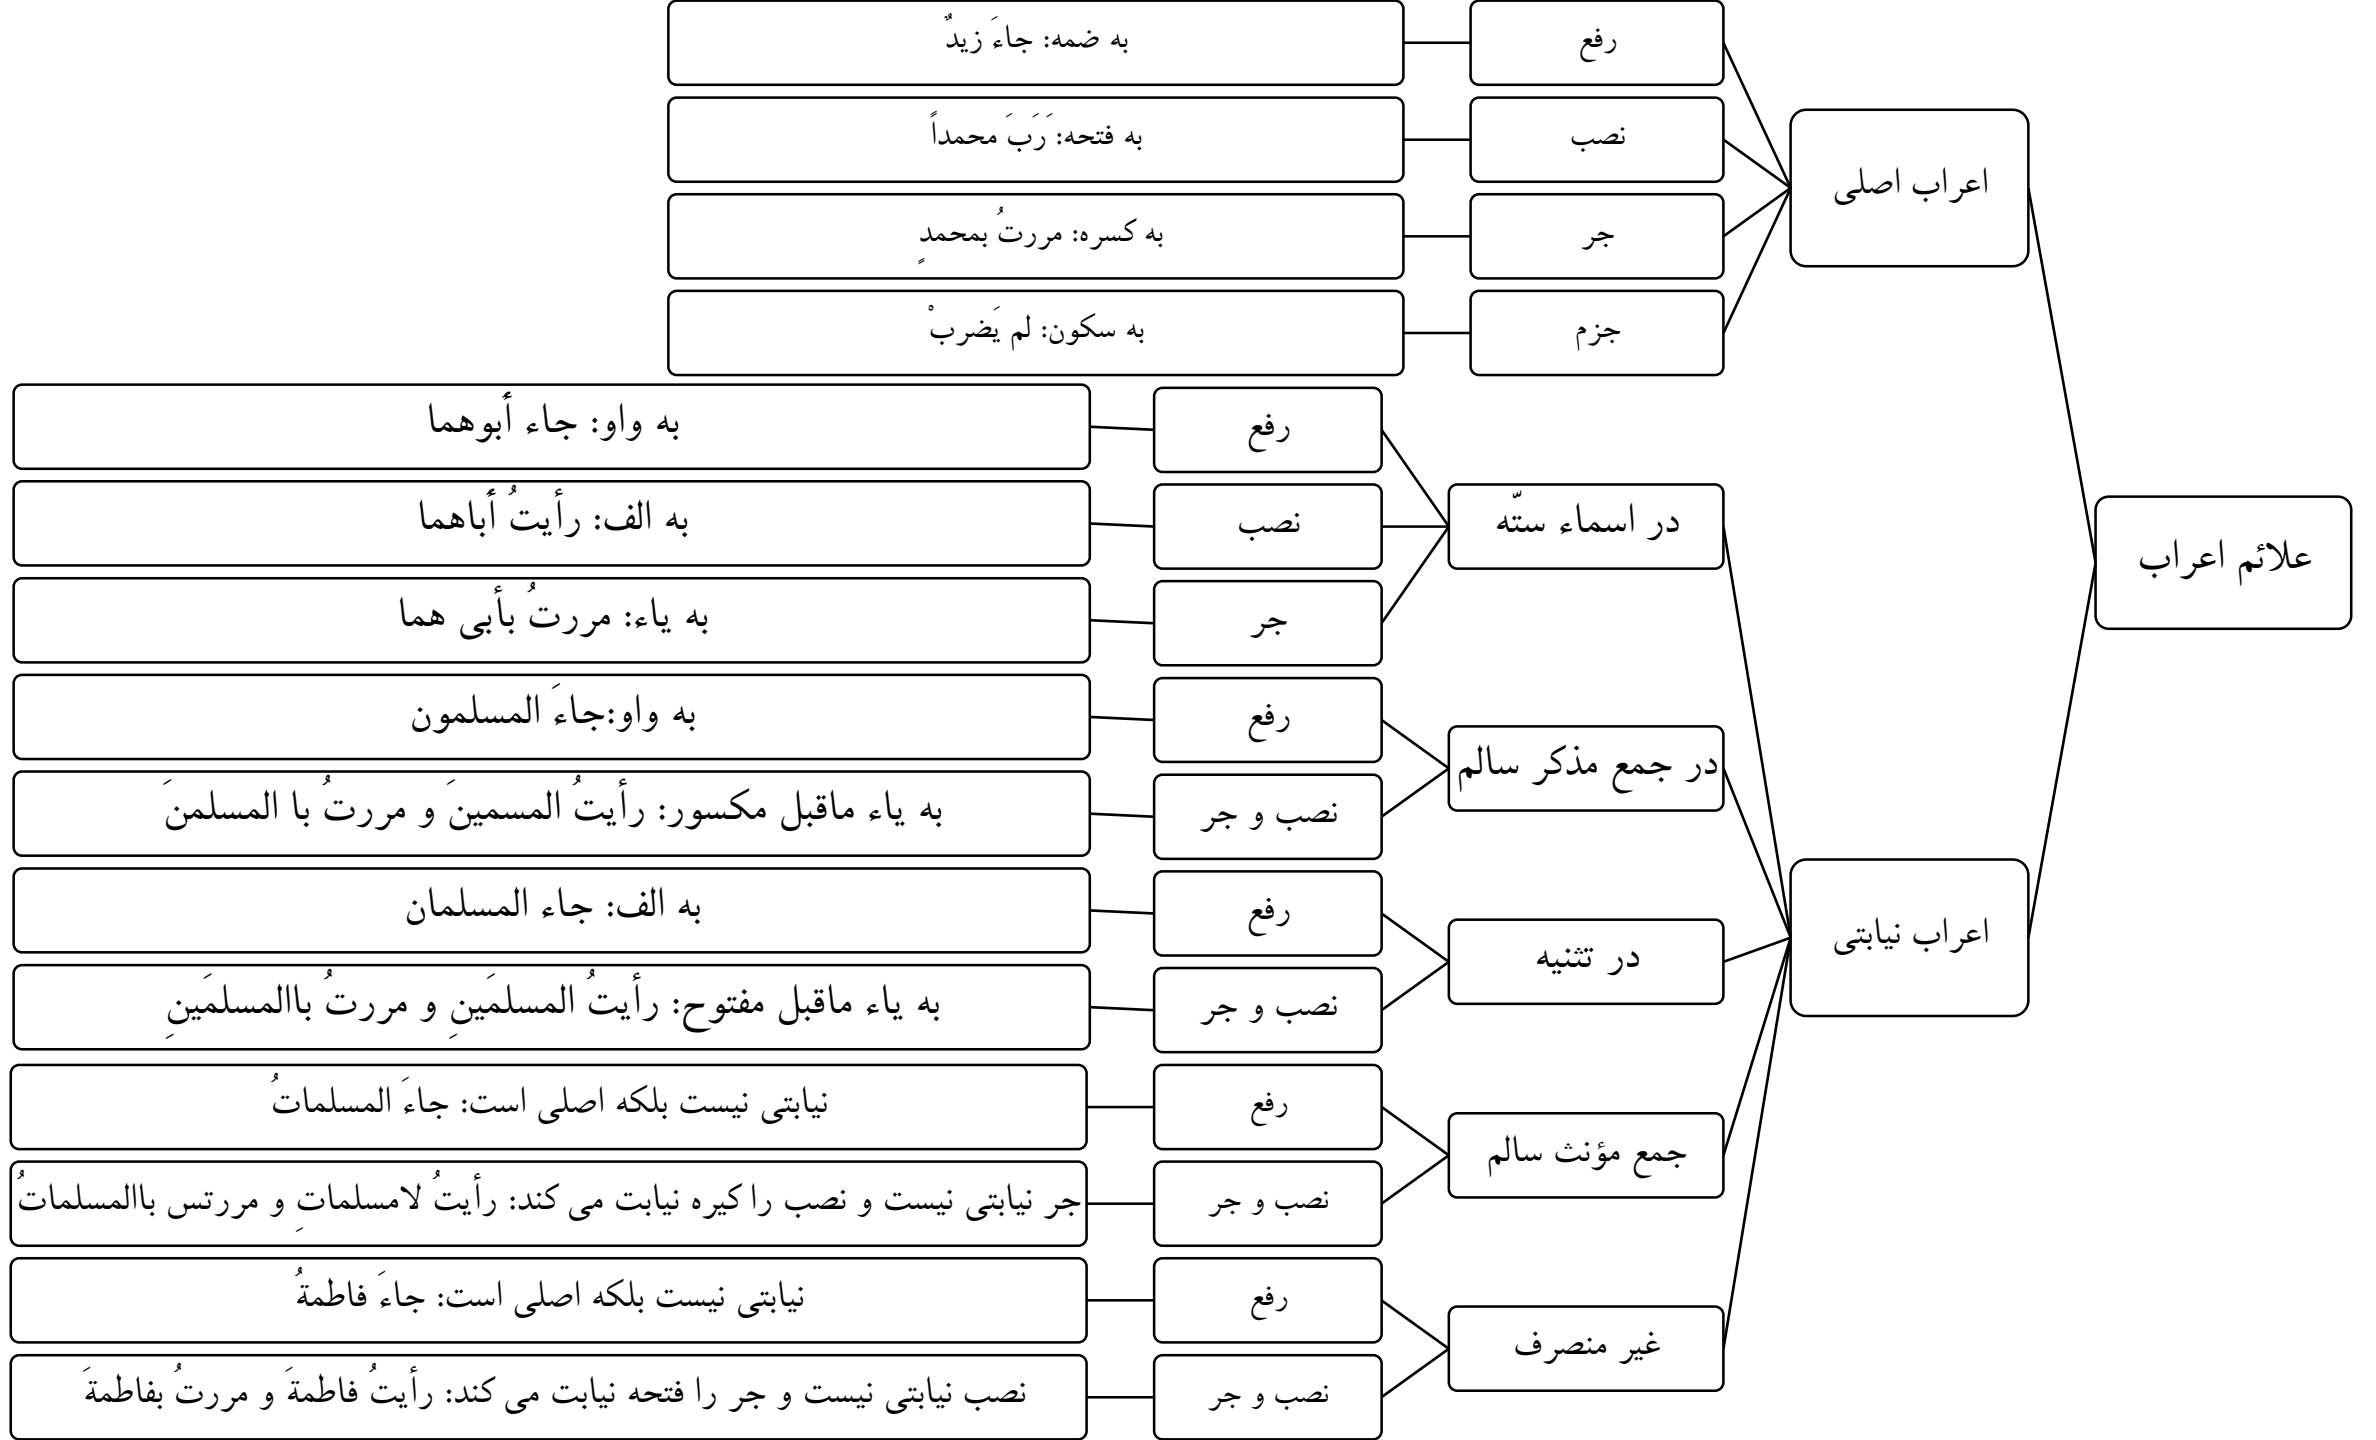 علائم اعراب
اعراب اصلی
رفع
به ضمه: جاءَ زیدٌ
نصب
به فتحه: َرَبَ محمداً
جر
به کسره: مررتُ بمحمدٍ
جزم
به سکون: لم یَضربْ
اعراب نیابتی
در اسماء ستّه
رفع
به واو: جاء أَبوهما
نصب
به الف: رأیتُ أَباهما
جر
به یاء: مررتُ بأبی هما
در جمع مذکر سالم
رفع
به واو:جاءَ المسلمون
نصب و جر
به یاء ماقبل مکسور: رأیتُ المسمینَ و مررتُ با المسلمنَ
در تثنیه
رفع
به الف: جاء المسلمان
نصب و جر
به یاء ماقبل مفتوح: رأیتُ المسلمَینِ و مررتُ باالمسلمَینِ
جمع مؤنث سالم
رفع
نیابتی نیست بلکه اصلی است: جاءَ المسلماتُ
نصب و جر
جر نیابتی نیست و نصب را کیره نیابت می کند: رأیتُ لامسلماتِ و مررتس باالمسلماتُ
غیر منصرف
رفع
نیابتی نیست بلکه اصلی است: جاءَ فاطمةُ
نصب و جر
نصب نیابتی نیست و جر را فتحه نیابت می کند: رأیتُ فاطمةَ و مررتُ بفاطمةَ